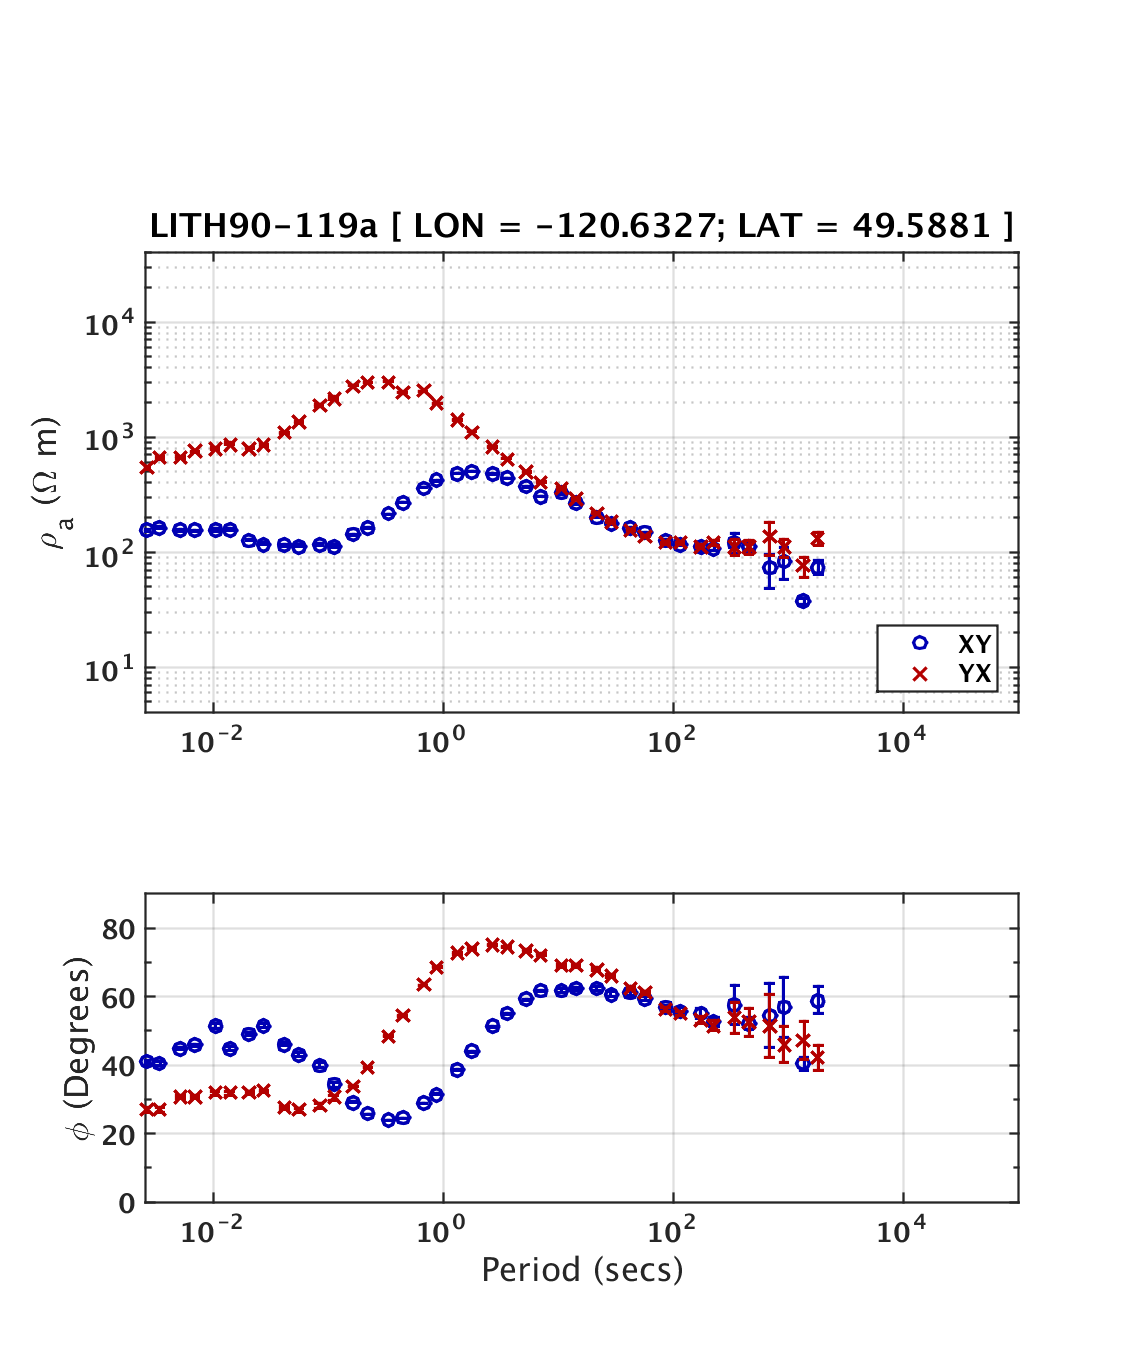 LITH90-119a [ LON = -120.6327; LAT = 49.5881 ]
ρa (Ω m)
10^4
10^3
10^2
10^1
XY
YX
10^-2 10^0 10^2 10^4
ϕ (Degrees)
80
60
40
20
0
10^-2 10^0 10^2 10^4
Period (secs)